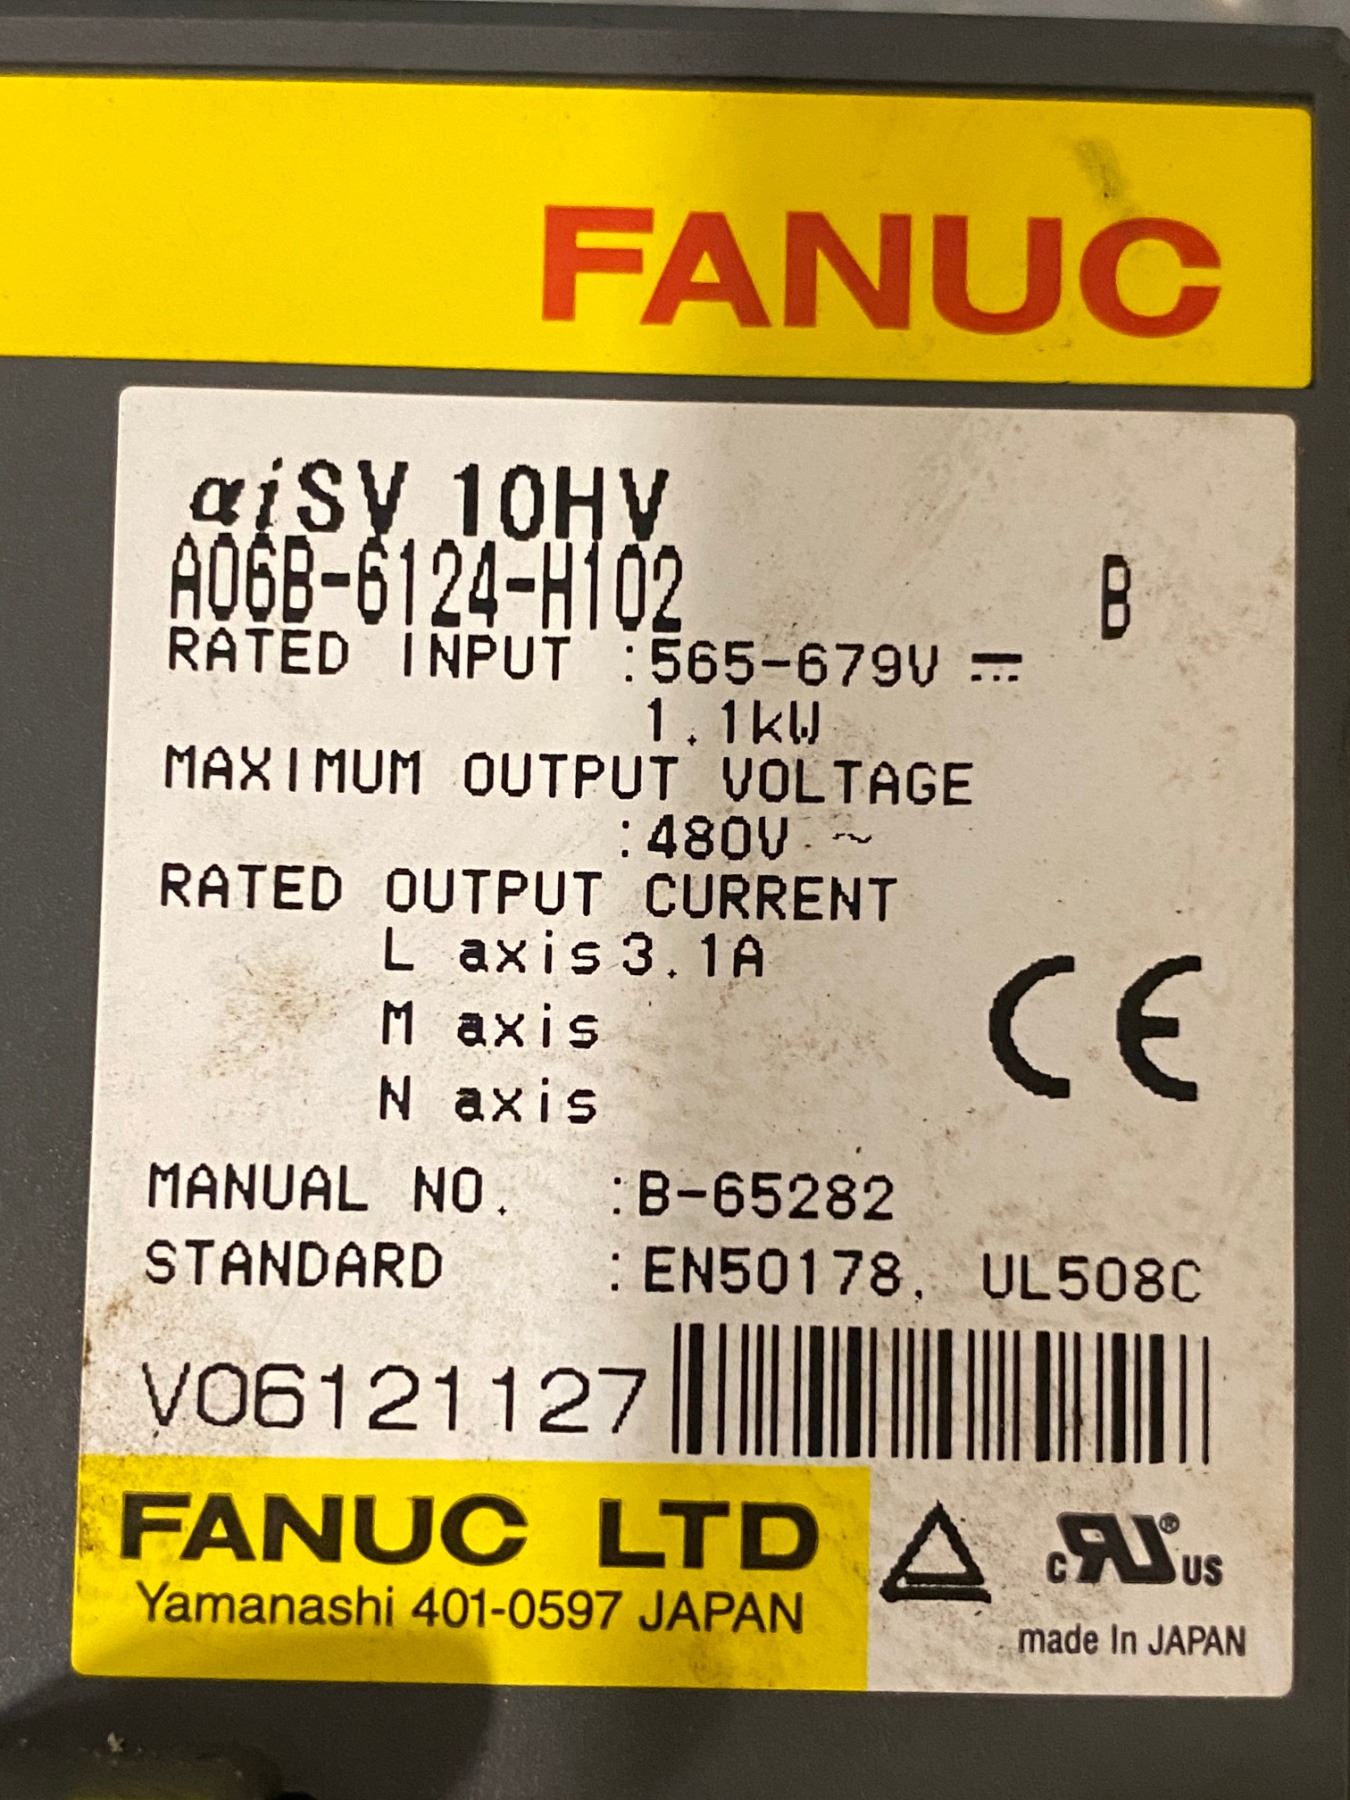 FANUC
αiSV 10HV
A06B-6124-H102 B
RATED INPUT :565-679V ⎓
1.1kW
MAXIMUM OUTPUT VOLTAGE
:480V ~
RATED OUTPUT CURRENT
L axis 3.1A
M axis
N axis
CE
MANUAL NO. :B-65282
STANDARD :EN50178, UL508C
V06121127
FANUC LTD
Yamanashi 401-0597 JAPAN
c RU ® US
made In JAPAN